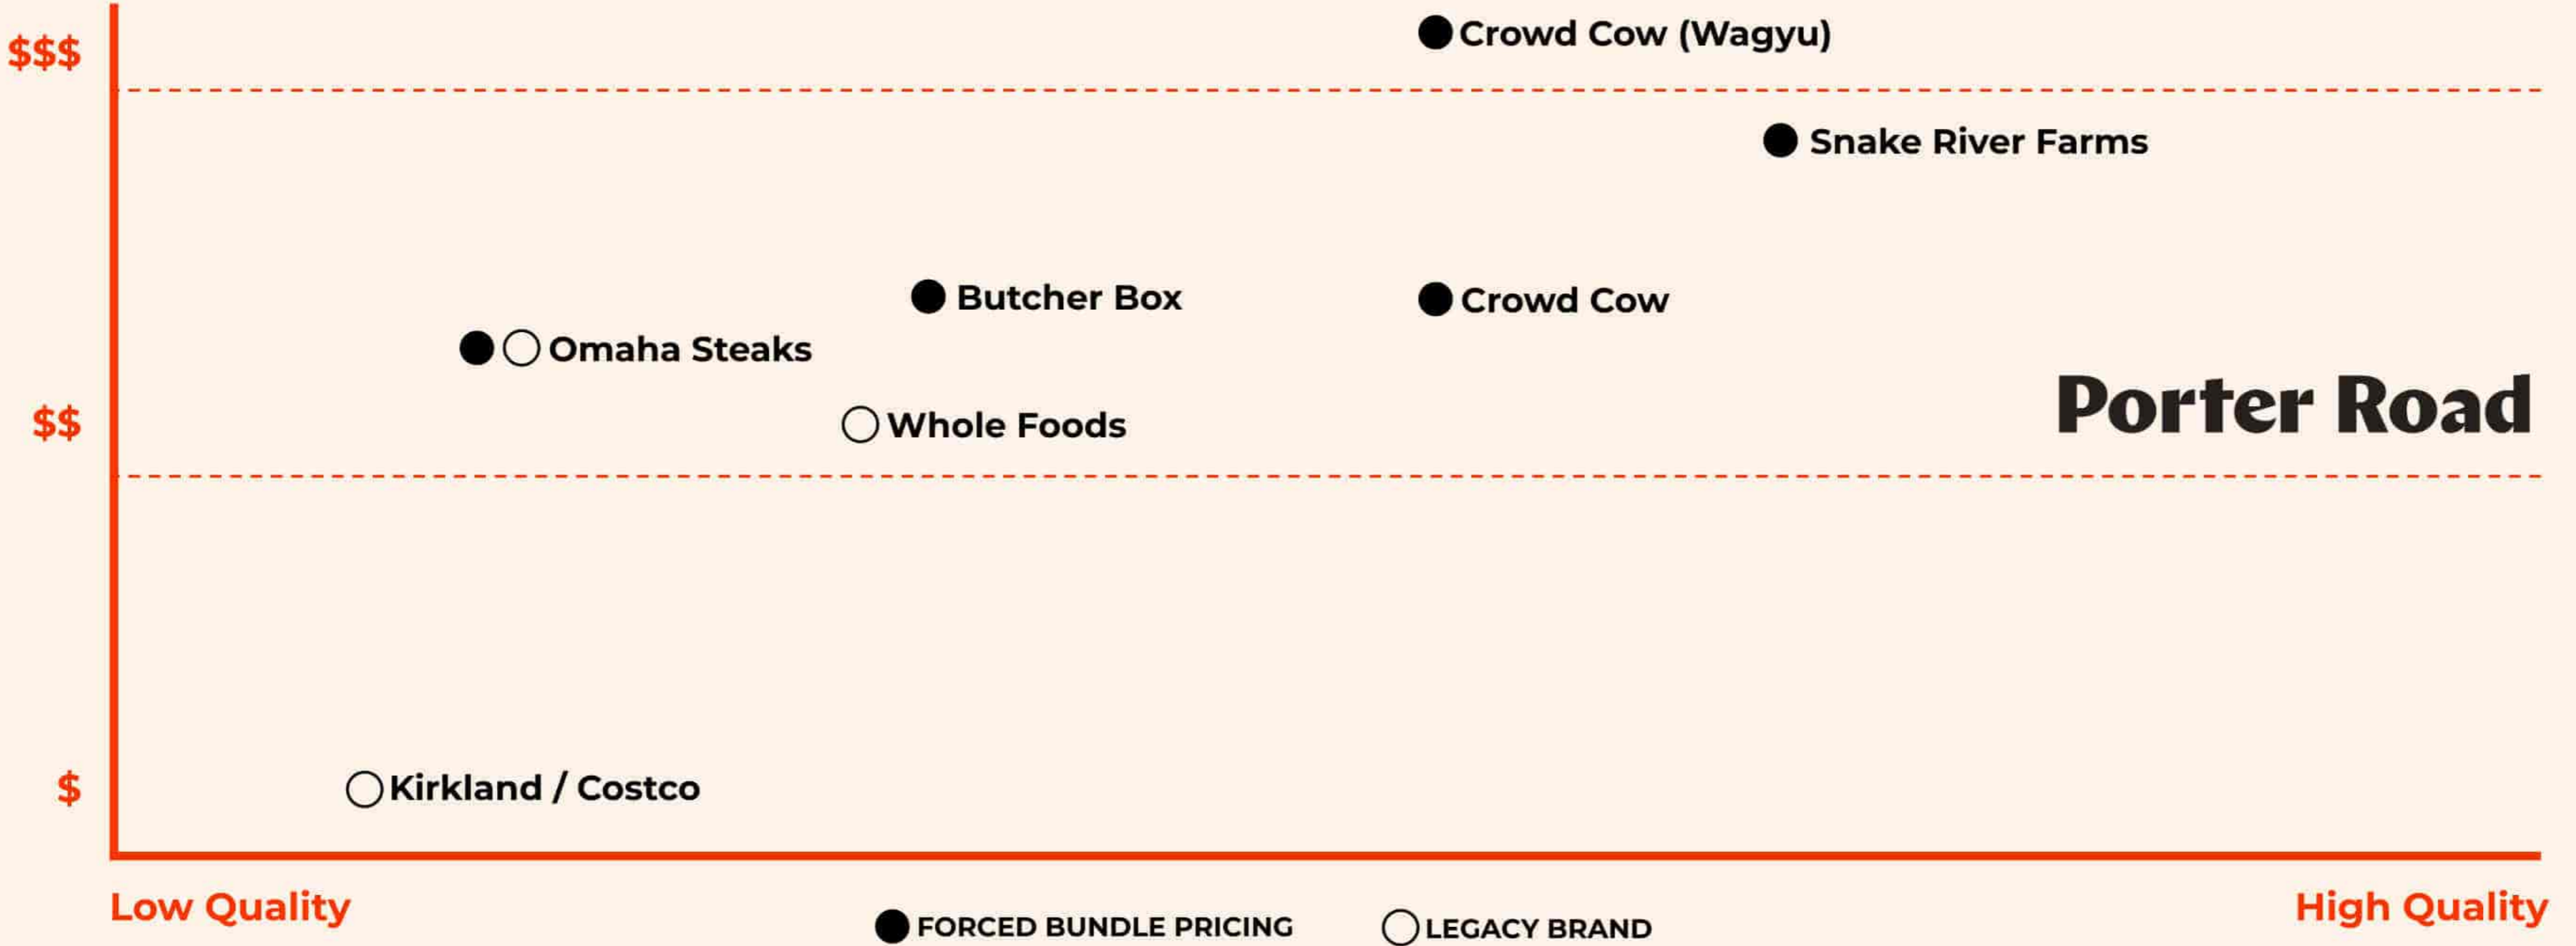 $$$
Crowd Cow (Wagyu)
Snake River Farms
Butcher Box
Crowd Cow
Omaha Steaks
$$
Whole Foods
Porter Road
$
Kirkland / Costco
Low Quality
High Quality
FORCED BUNDLE PRICING
LEGACY BRAND